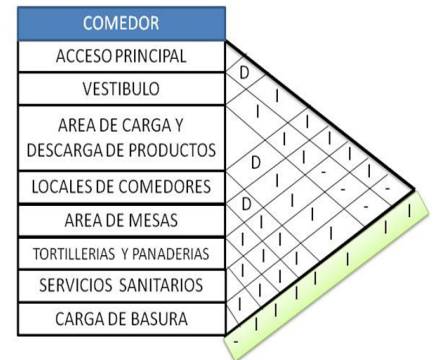 COMEDOR
ACCESO PRINCIPAL
D
VESTIBULO
I
I
AREA DE CARGA Y
DESCARGA DE PRODUCTOS
D
LOCALES DE COMEDORES
D
AREA DE MESAS
TORTILLERIAS Y PANADERIAS
SERVICIOS SANITARIOS
CARGA DE BASURA
-